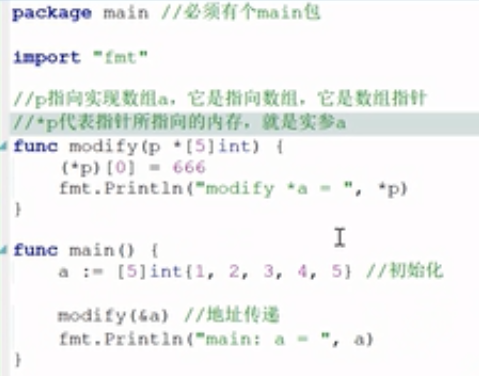 package main //必须有个main包
import "fmt"
//p指向实现数组a，它是指向数组，它是数组指针
//*p代表指针所指向的内存，就是实参a
func modify(p *[5]int) {
(*p)[0] = 666
fmt.Println("modify *a = ", *p)
}
func main() {
a := [5]int{1, 2, 3, 4, 5} //初始化
modify(&a) //地址传递
fmt.Println("main: a = ", a)
}